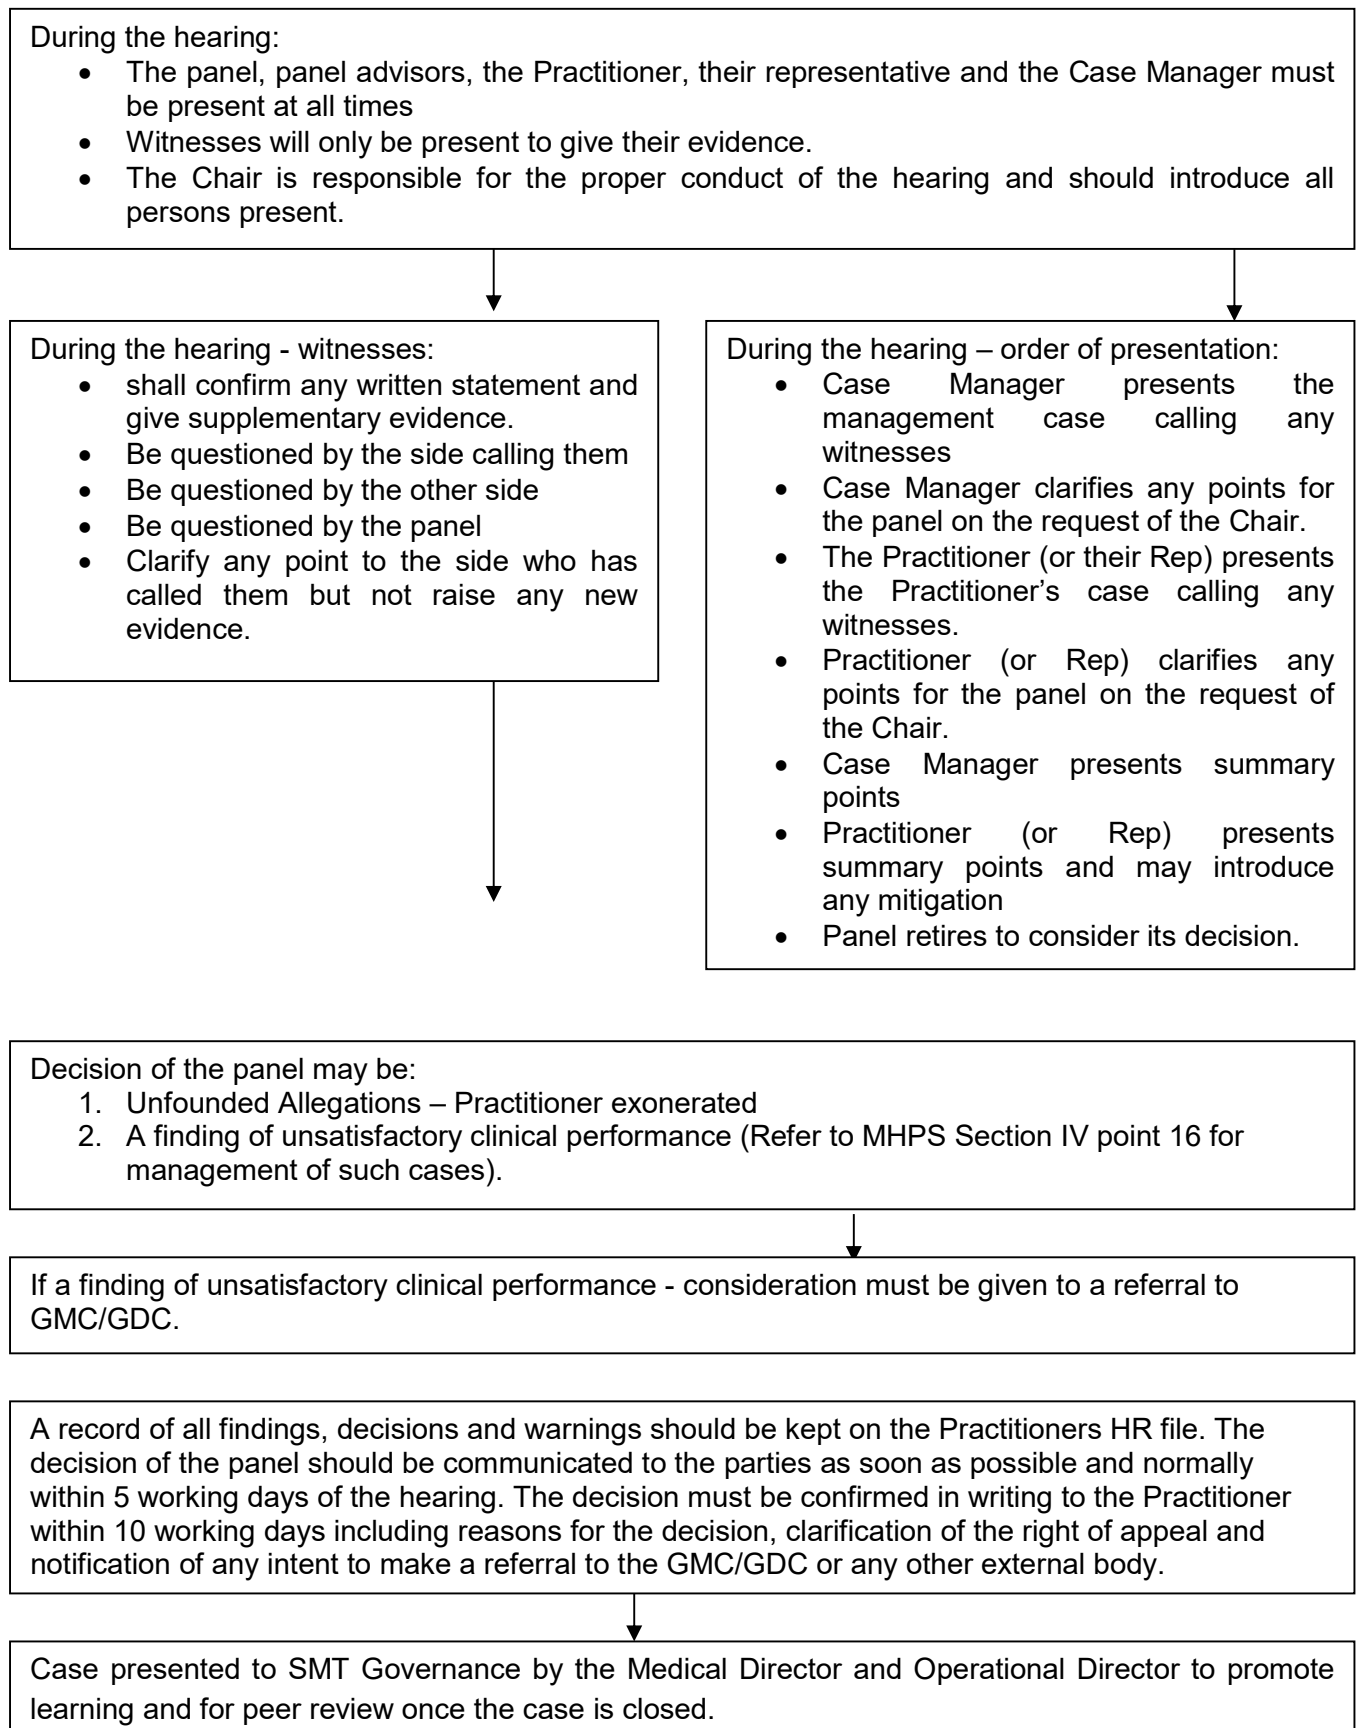 During the hearing:
• The panel, panel advisors, the Practitioner, their representative and the Case Manager must
be present at all times
• Witnesses will only be present to give their evidence.
• The Chair is responsible for the proper conduct of the hearing and should introduce all
persons present.
During the hearing - witnesses:
• shall confirm any written statement and
give supplementary evidence.
• Be questioned by the side calling them
• Be questioned by the other side
• Be questioned by the panel
• Clarify any point to the side who has
called them but not raise any new
evidence.
During the hearing – order of presentation:
• Case Manager presents the
management case calling any
witnesses
• Case Manager clarifies any points for
the panel on the request of the Chair.
• The Practitioner (or their Rep) presents
the Practitioner’s case calling any
witnesses.
• Practitioner (or Rep) clarifies any
points for the panel on the request of
the Chair.
• Case Manager presents summary
points
• Practitioner (or Rep) presents
summary points and may introduce
any mitigation
• Panel retires to consider its decision.
Decision of the panel may be:
1. Unfounded Allegations – Practitioner exonerated
2. A finding of unsatisfactory clinical performance (Refer to MHPS Section IV point 16 for
management of such cases).
If a finding of unsatisfactory clinical performance - consideration must be given to a referral to
GMC/GDC.
A record of all findings, decisions and warnings should be kept on the Practitioners HR file. The
decision of the panel should be communicated to the parties as soon as possible and normally
within 5 working days of the hearing. The decision must be confirmed in writing to the Practitioner
within 10 working days including reasons for the decision, clarification of the right of appeal and
notification of any intent to make a referral to the GMC/GDC or any other external body.
Case presented to SMT Governance by the Medical Director and Operational Director to promote
learning and for peer review once the case is closed.